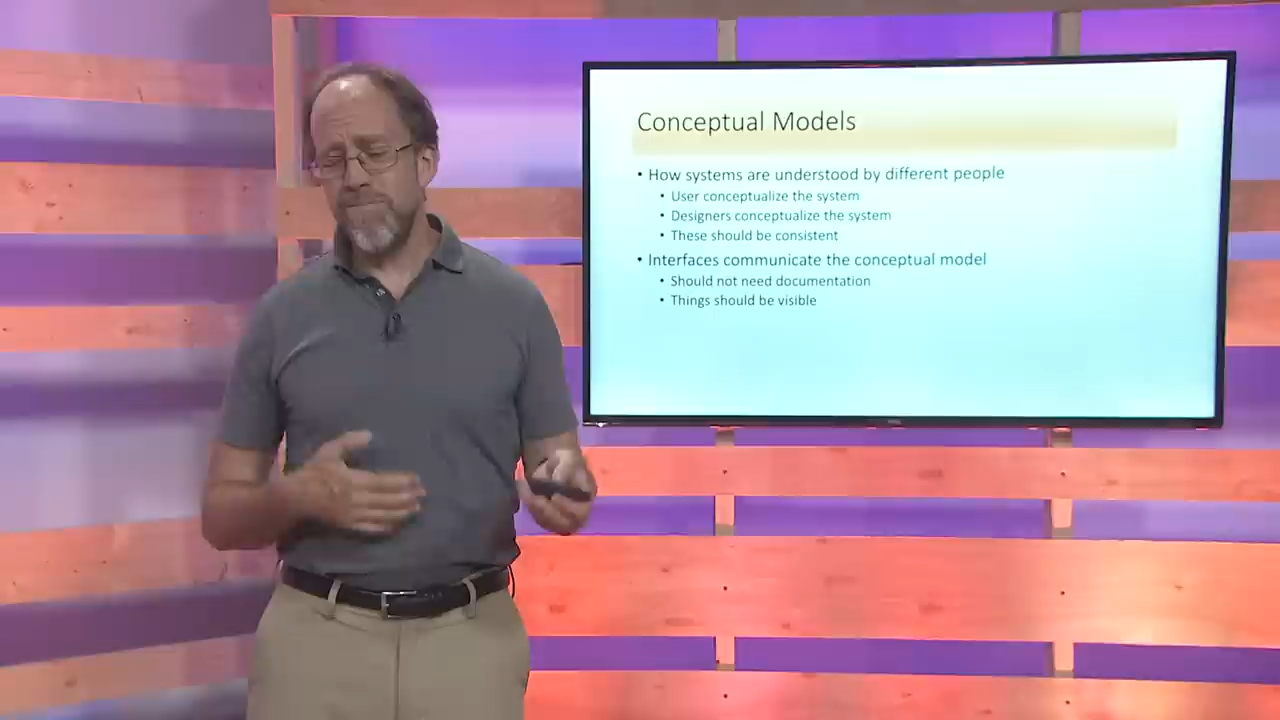 Conceptual Models
• How systems are understood by different people
• User conceptualize the system
• Designers conceptualize the system
• These should be consistent
• Interfaces communicate the conceptual model
• Should not need documentation
• Things should be visible